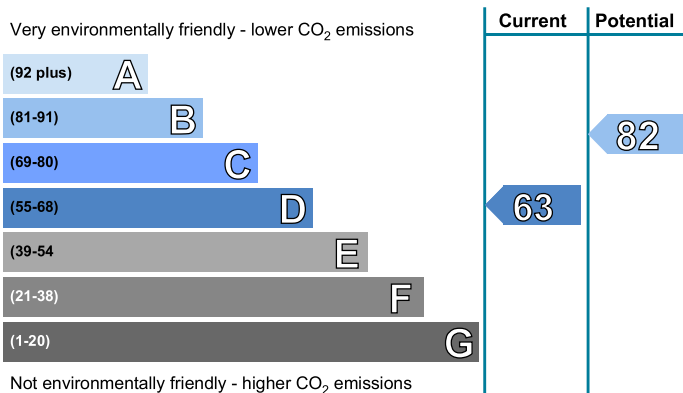 Very environmentally friendly - lower CO₂ emissions
Current
Potential
(92 plus) A
(81-91) B
82
(69-80) C
(55-68) D
63
(39-54 E
(21-38) F
(1-20) G
Not environmentally friendly - higher CO₂ emissions